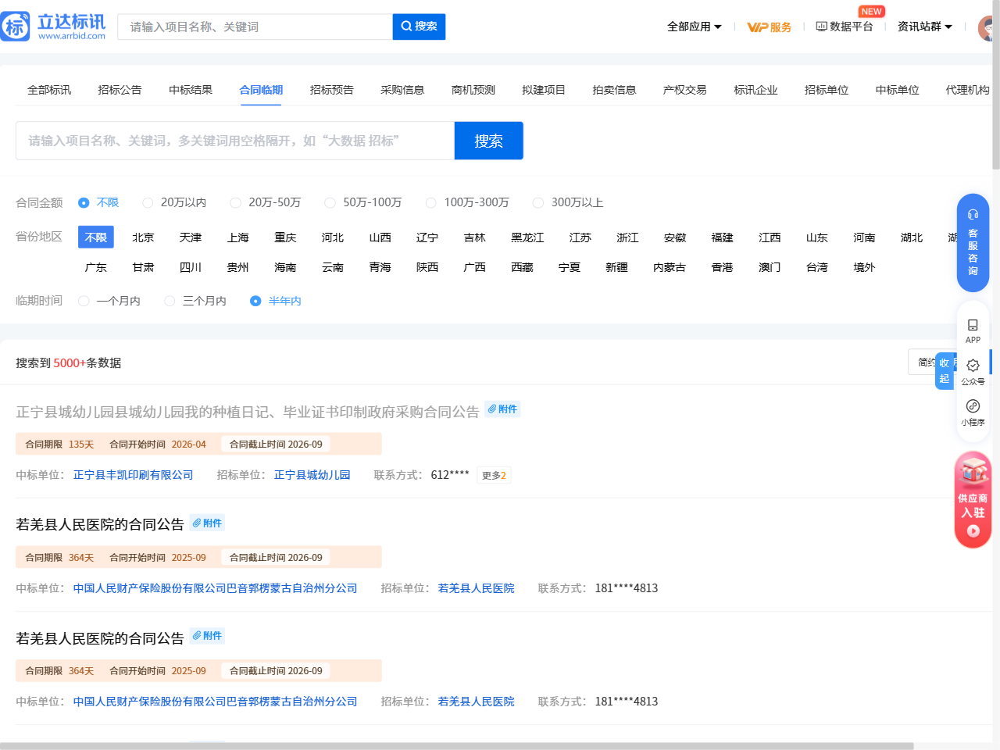 标 立达标讯
www.arrbid.com
请输入项目名称、关键词
搜索
全部应用
VIP服务
数据平台
NEW
资讯站群
全部标讯 招标公告 中标结果 合同临期 招标预告 采购信息 商机预测 拟建项目 拍卖信息 产权交易 标讯企业 招标单位 中标单位 代理机构
请输入项目名称、关键词，多关键词用空格隔开，如“大数据 招标”
搜索
合同金额 不限 20万以内 20万-50万 50万-100万 100万-300万 300万以上
省份地区 不限 北京 天津 上海 重庆 河北 山西 辽宁 吉林 黑龙江 江苏 浙江 安徽 福建 江西 山东 河南 湖北
广东 甘肃 四川 贵州 海南 云南 青海 陕西 广西 西藏 宁夏 新疆 内蒙古 香港 澳门 台湾 境外
临期时间 一个月内 三个月内 半年内
客服咨询
搜索到 5000+条数据
简约
收起
APP
公众号
小程序
供应商
入驻
正宁县城幼儿园县城幼儿园我的种植日记、毕业证书印制政府采购合同公告 附件
合同期限 135天 合同开始时间 2026-04 合同截止时间 2026-09
中标单位： 正宁县丰凯印刷有限公司 招标单位： 正宁县城幼儿园 联系方式： 612**** 更多2
若羌县人民医院的合同公告 附件
合同期限 364天 合同开始时间 2025-09 合同截止时间 2026-09
中标单位： 中国人民财产保险股份有限公司巴音郭楞蒙古自治州分公司 招标单位： 若羌县人民医院 联系方式： 181****4813
若羌县人民医院的合同公告 附件
合同期限 364天 合同开始时间 2025-09 合同截止时间 2026-09
中标单位： 中国人民财产保险股份有限公司巴音郭楞蒙古自治州分公司 招标单位： 若羌县人民医院 联系方式： 181****4813